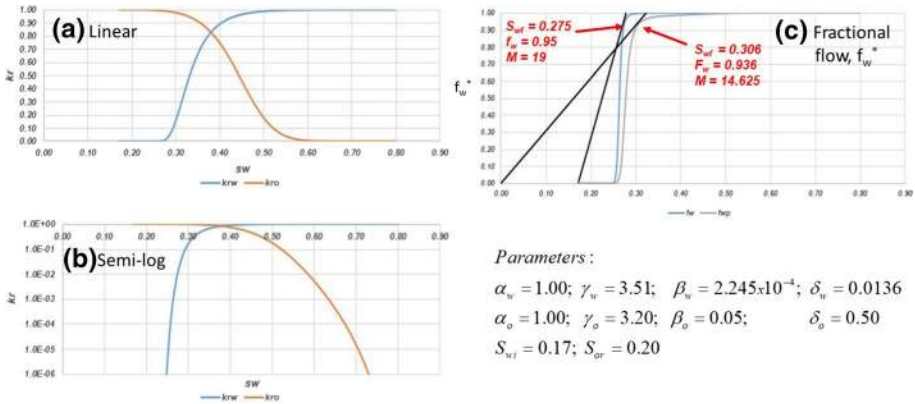 (a) Linear
1.00
0.90
0.80
0.70
0.60
0.50
0.40
0.30
0.20
0.10
0.00
kr
0.00 0.10 0.20 0.30 0.40 0.50 0.60 0.70 0.80 0.90
sw
krw kro
(b) Semi-log
1.0E+00
1.0E-01
1.0E-02
1.0E-03
1.0E-04
1.0E-05
1.0E-06
kr
0.00 0.10 0.20 0.30 0.40 0.50 0.60 0.70 0.80 0.90
sw
krw kro
(c) Fractional
flow, fw*
fw*
1.00
0.90
0.80
0.70
0.60
0.50
0.40
0.30
0.20
0.10
0.00
Swf = 0.275
fw = 0.95
M = 19
Swf = 0.306
Fw = 0.936
M = 14.625
0.00 0.10 0.20 0.30 0.40 0.50 0.60 0.70 0.80 0.90
fw fwp
Parameters :
αw = 1.00; γw = 3.51; βw = 2.245x10⁻⁴; δw = 0.0136
αo = 1.00; γo = 3.20; βo = 0.05; δo = 0.50
Swi = 0.17; Sor = 0.20